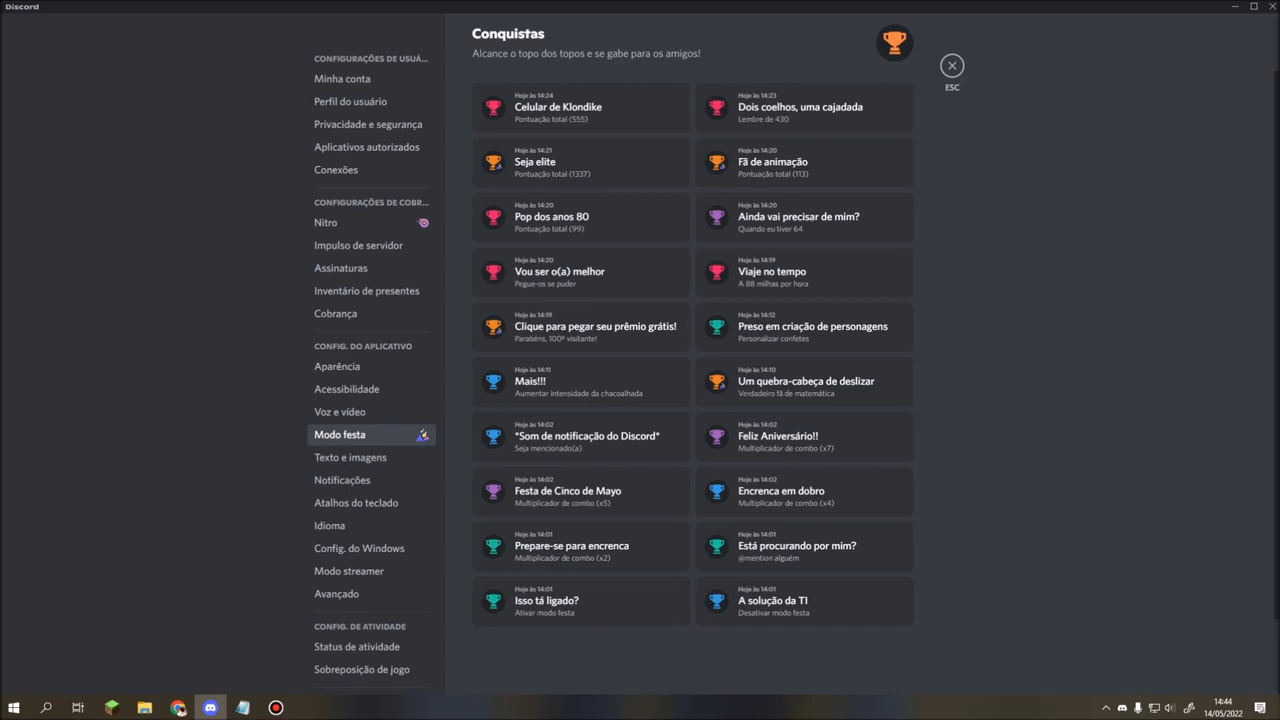 Discord
CONFIGURAÇÕES DE USUÁ...
Minha conta
Perfil do usuário
Privacidade e segurança
Aplicativos autorizados
Conexões
CONFIGURAÇÕES DE COBR...
Nitro
Impulso de servidor
Assinaturas
Inventário de presentes
Cobrança
CONFIG. DO APLICATIVO
Aparência
Acessibilidade
Voz e vídeo
Modo festa
Texto e imagens
Notificações
Atalhos do teclado
Idioma
Config. do Windows
Modo streamer
Avançado
CONFIG. DE ATIVIDADE
Status de atividade
Sobreposição de jogo
Conquistas
Alcance o topo dos topos e se gabe para os amigos!
ESC
Hoje às 14:24
Celular de Klondike
Pontuação total (555)
Hoje às 14:23
Dois coelhos, uma cajadada
Lembre de 430
Hoje às 14:21
Seja elite
Pontuação total (1337)
Hoje às 14:20
Fã de animação
Pontuação total (113)
Hoje às 14:20
Pop dos anos 80
Pontuação total (99)
Hoje às 14:20
Ainda vai precisar de mim?
Quando eu tiver 64
Hoje às 14:20
Vou ser o(a) melhor
Pegue-os se puder
Hoje às 14:19
Viaje no tempo
A 88 milhas por hora
Hoje às 14:19
Clique para pegar seu prêmio grátis!
Parabéns, 100º visitante!
Hoje às 14:12
Preso em criação de personagens
Personalizar confetes
Hoje às 14:11
Mais!!!
Aumentar intensidade da chacoalhada
Hoje às 14:10
Um quebra-cabeça de deslizar
Verdadeiro fã de matemática
Hoje às 14:02
*Som de notificação do Discord*
Seja mencionado(a)
Hoje às 14:02
Feliz Aniversário!!
Multiplicador de combo (x7)
Hoje às 14:02
Festa de Cinco de Mayo
Multiplicador de combo (x5)
Hoje às 14:02
Encrenca em dobro
Multiplicador de combo (x4)
Hoje às 14:01
Prepare-se para encrenca
Multiplicador de combo (x2)
Hoje às 14:01
Está procurando por mim?
@mention alguém
Hoje às 14:01
Isso tá ligado?
Ativar modo festa
Hoje às 14:01
A solução da TI
Desativar modo festa
14:44
14/05/2022